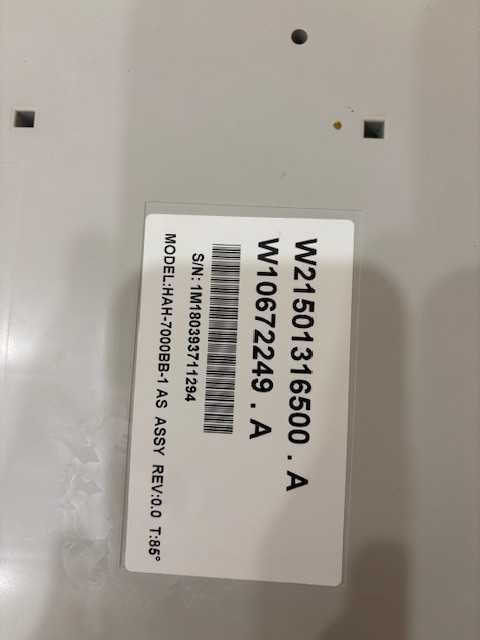 W21501316500 . A
W10672249 . A
S/N: 1M180393711294
MODEL:HAH-7000BB-1 AS ASSY REV:0.0 T:85°